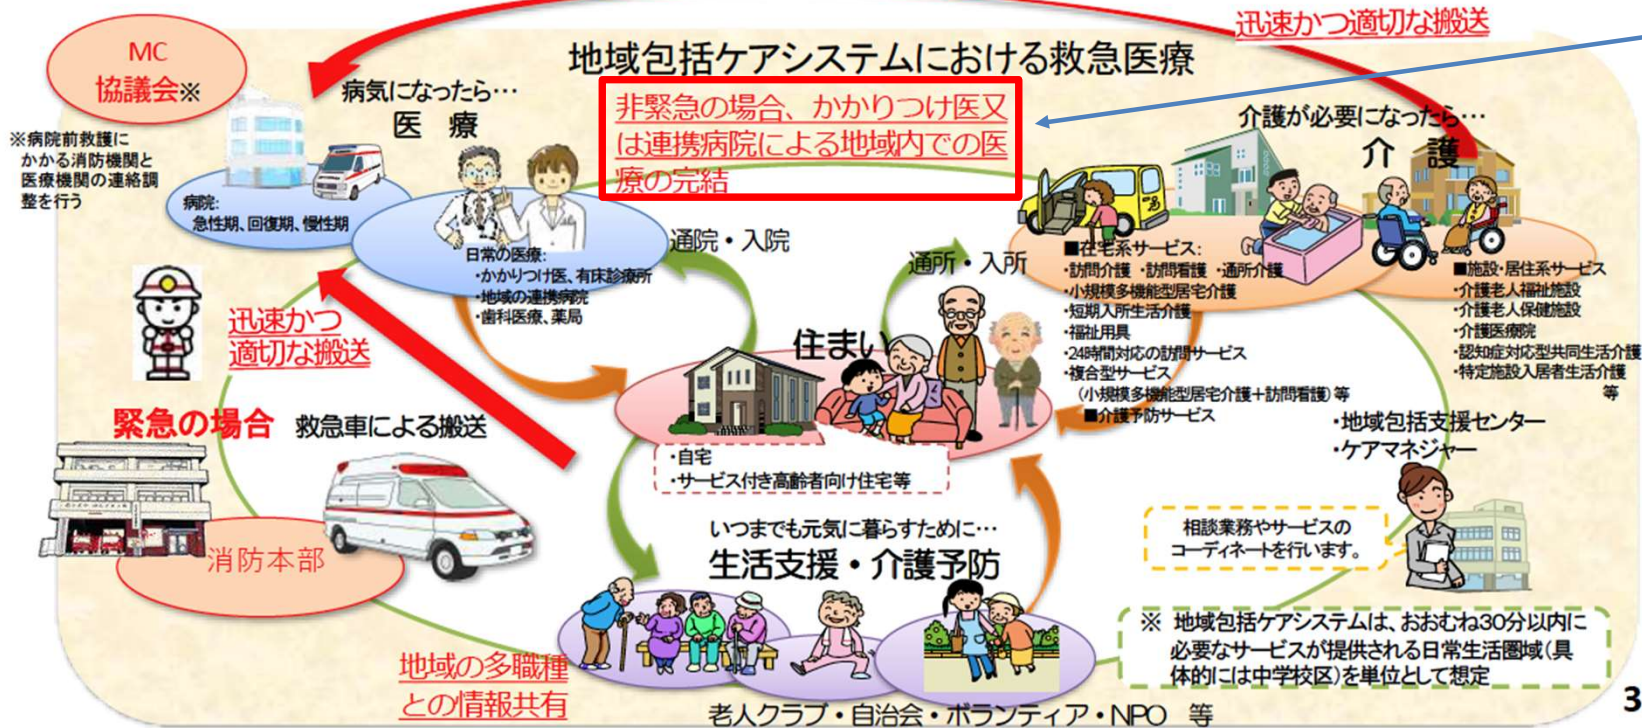 迅速かつ適切な搬送
MC
協議会※
地域包括ケアシステムにおける救急医療
病気になったら…
医 療
非緊急の場合、かかりつけ医又
は連携病院による地域内での医
療の完結
介護が必要になったら…
介 護
※病院前救護に
かかる消防機関と
医療機関の連絡調
整を行う
病院:
急性期、回復期、慢性期
日常の医療:
・かかりつけ医、有床診療所
・地域の連携病院
・歯科医療、薬局
通院・入院
通所・入所
■在宅系サービス:
・訪問介護 ・訪問看護 ・通所介護
・小規模多機能型居宅介護
・短期入所生活介護
・福祉用具
・24時間対応の訪問サービス
・複合型サービス
(小規模多機能型居宅介護+訪問看護)等
■介護予防サービス
■施設・居住系サービス
・介護老人福祉施設
・介護老人保健施設
・介護医療院
・認知症対応型共同生活介護
・特定施設入居者生活介護
等
迅速かつ
適切な搬送
住まい
緊急の場合 救急車による搬送
・自宅
・サービス付き高齢者向け住宅等
・地域包括支援センター
・ケアマネジャー
相談業務やサービスの
コーディネートを行います。
消防本部
いつまでも元気に暮らすために…
生活支援・介護予防
※ 地域包括ケアシステムは、おおむね30分以内に
必要なサービスが提供される日常生活圏域(具
体的には中学校区)を単位として想定
地域の多職種
との情報共有
老人クラブ・自治会・ボランティア・NPO 等
3